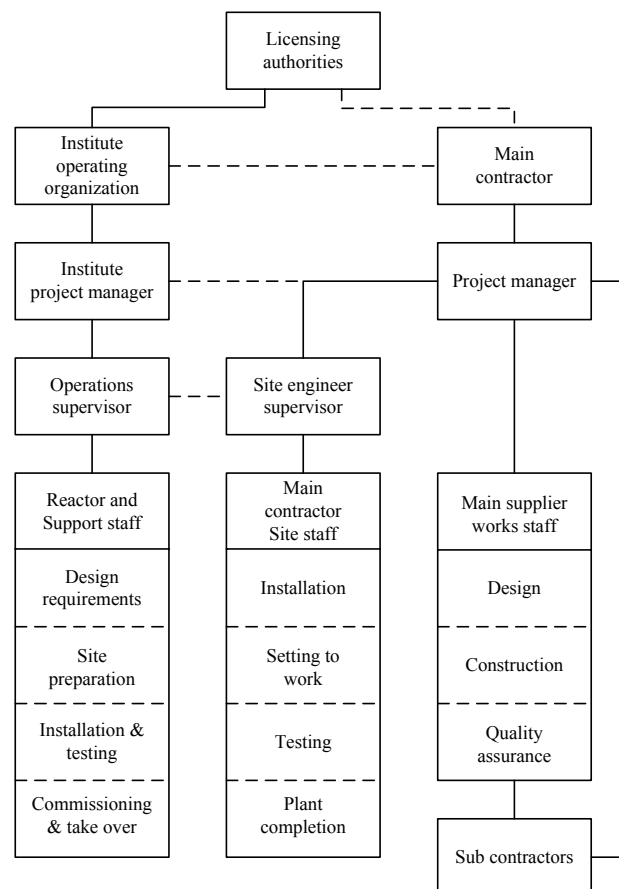 Licensing
authorities
Institute
operating
organization
Main
contractor
Institute
project manager
Project manager
Operations
supervisor
Site engineer
supervisor
Reactor and
Support staff
Main
contractor
Site staff
Main supplier
works staff
Design
requirements
Installation
Design
Site
preparation
Setting to
work
Construction
Installation &
testing
Testing
Quality
assurance
Commissioning
& take over
Plant
completion
Sub contractors